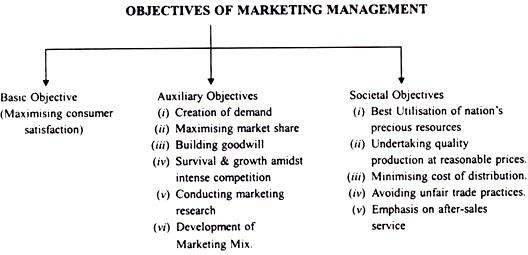 OBJECTIVES OF MARKETING MANAGEMENT
Basic Objective
(Maximising consumer
satisfaction)
Auxiliary Objectives
(i) Creation of demand
(ii) Maximising market share
(iii) Building goodwill
(iv) Survival & growth amidst
intense competition
(v) Conducting marketing
research
(vi) Development of
Marketing Mix.
Societal Objectives
(i) Best Utilisation of nation's
precious resources
(ii) Undertaking quality
production at reasonable prices.
(iii) Minimising cost of distribution.
(iv) Avoiding unfair trade practices.
(v) Emphasis on after-sales
service